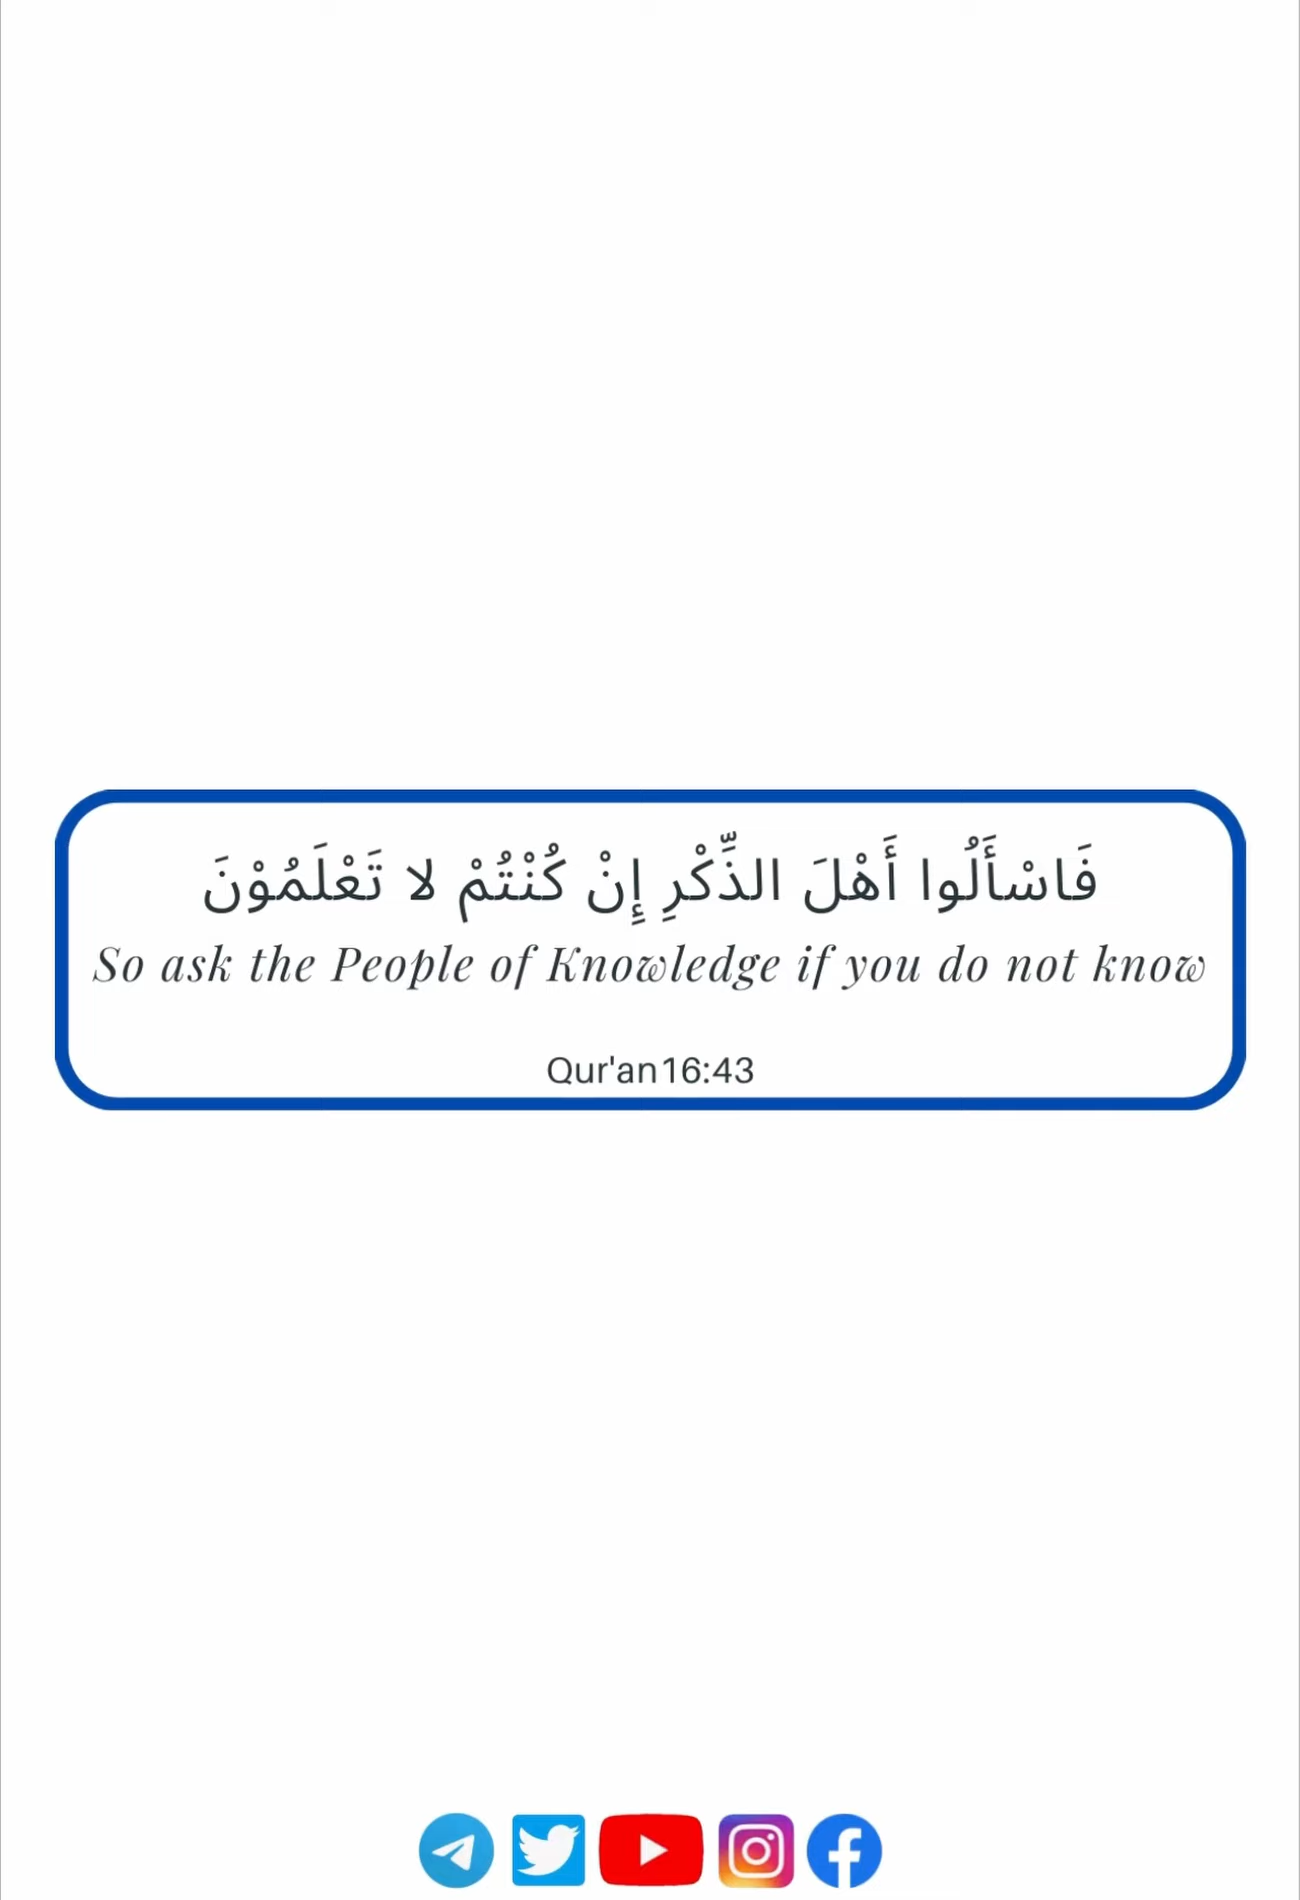 فَاسْأَلُوا أَهْلَ الذِّكْرِ إِنْ كُنْتُمْ لا تَعْلَمُوْنَ
So ask the People of Knowledge if you do not know
Qur'an16:43